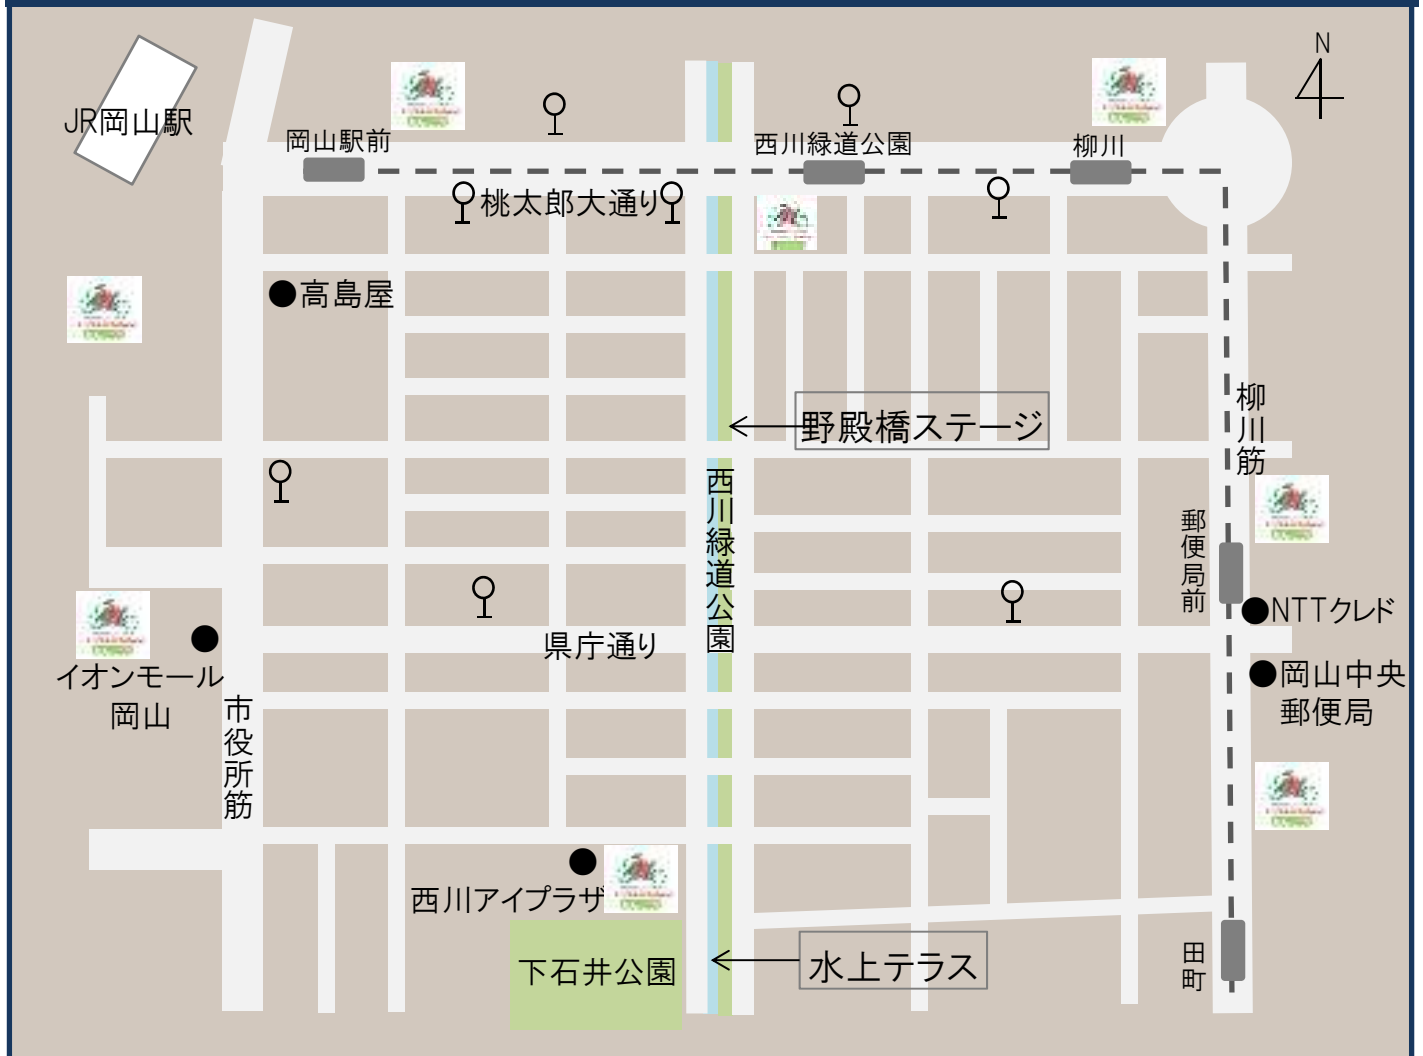 N
JR岡山駅
岡山駅前
西川緑道公園
柳川
桃太郎大通り
高島屋
柳川筋
野殿橋ステージ
西川緑道公園
郵便局前
NTTクレド
県庁通り
岡山中央
郵便局
イオンモール
岡山
市役所筋
西川アイプラザ
下石井公園
水上テラス
田町